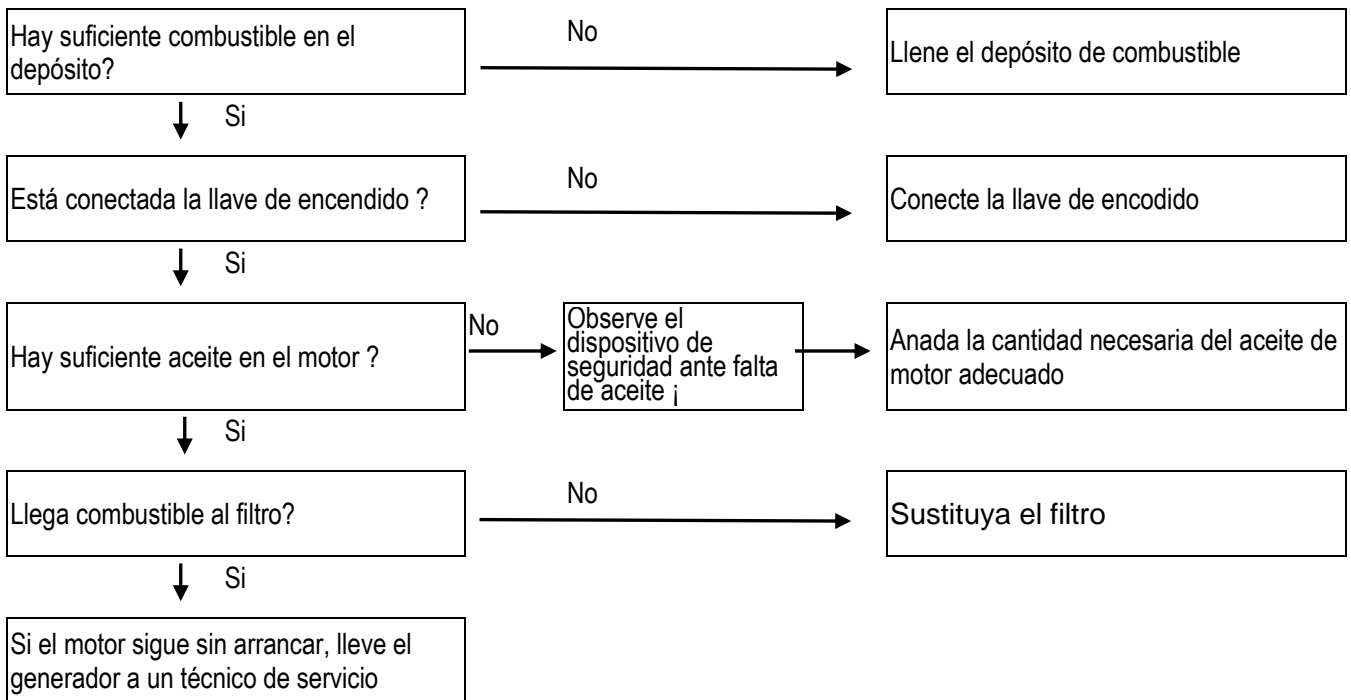 Hay suficiente combustible en el
depósito?
No
Llene el depósito de combustible
Si
Está conectada la llave de encendido ?
No
Conecte la llave de encodido
Si
Hay suficiente aceite en el motor ?
No
Observe el
dispositivo de
seguridad ante falta
de aceite ¡
Anada la cantidad necesaria del aceite de
motor adecuado
Si
Llega combustible al filtro?
No
Sustituya el filtro
Si
Si el motor sigue sin arrancar, lleve el
generador a un técnico de servicio